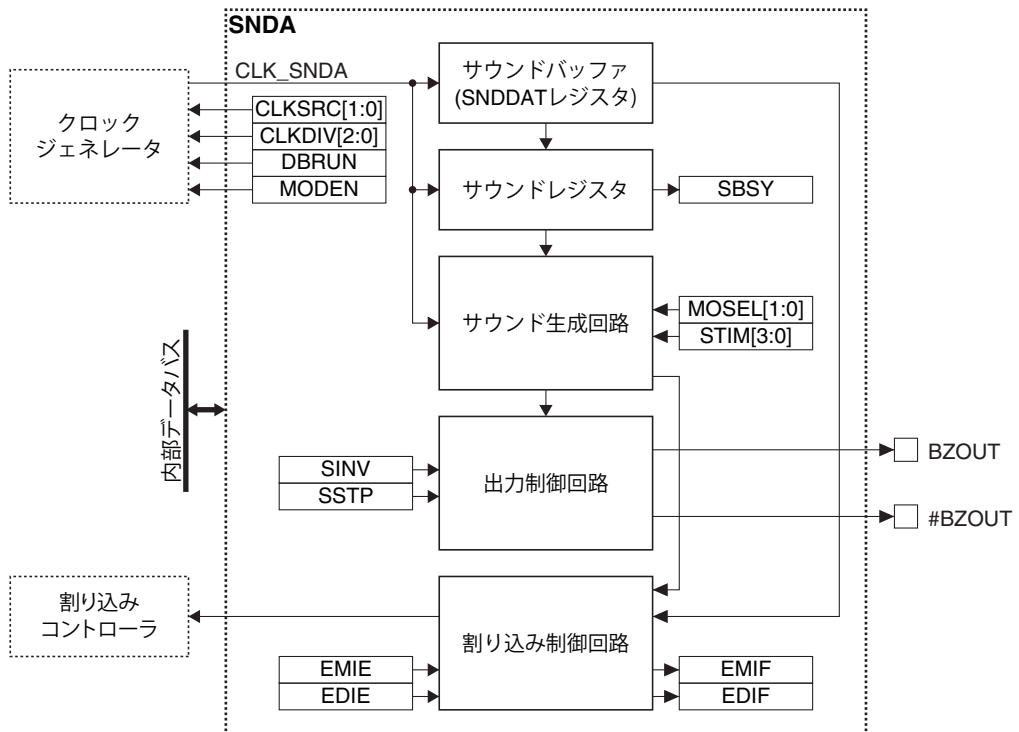 SNDA
CLK_SNDA
クロック
ジェネレータ
CLKSRC[1:0]
CLKDIV[2:0]
DBRUN
MODEN
サウンドバッファ
(SNDDATレジスタ)
サウンドレジスタ
SBSY
サウンド生成回路
MOSEL[1:0]
STIM[3:0]
内部データバス
SINV
SSTP
出力制御回路
BZOUT
#BZOUT
割り込み
コントローラ
割り込み制御回路
EMIE
EDIE
EMIF
EDIF